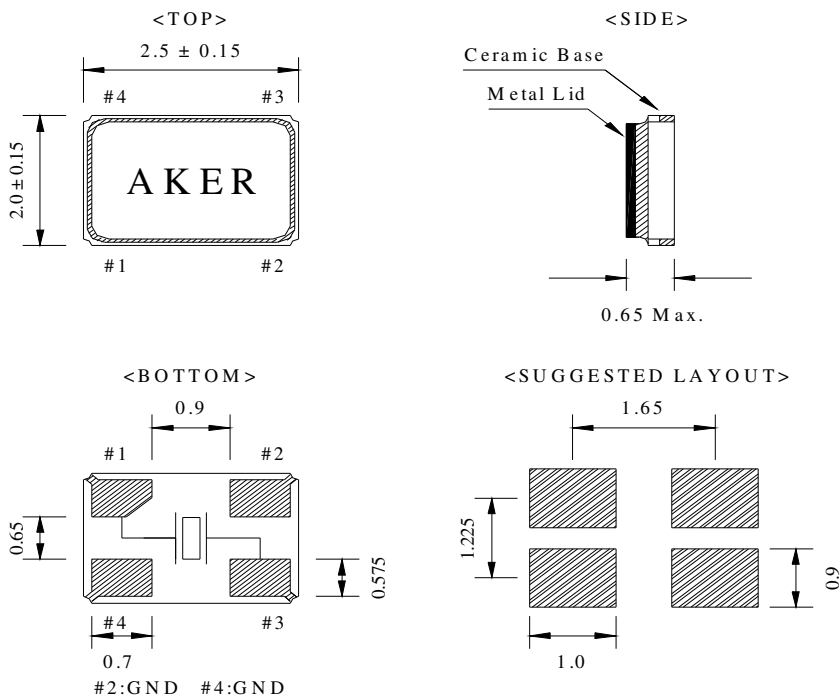 <TOP>
2.5 ± 0.15
#4 #3
2.0 ± 0.15
AKER
#1 #2
<SIDE>
Ceramic Base
Metal Lid
0.65 Max.
<BOTTOM>
0.9
#1 #2
0.65
0.575
#4 #3
0.7
#2:GND #4:GND
<SUGGESTED LAYOUT>
1.65
1.225
0.9
1.0